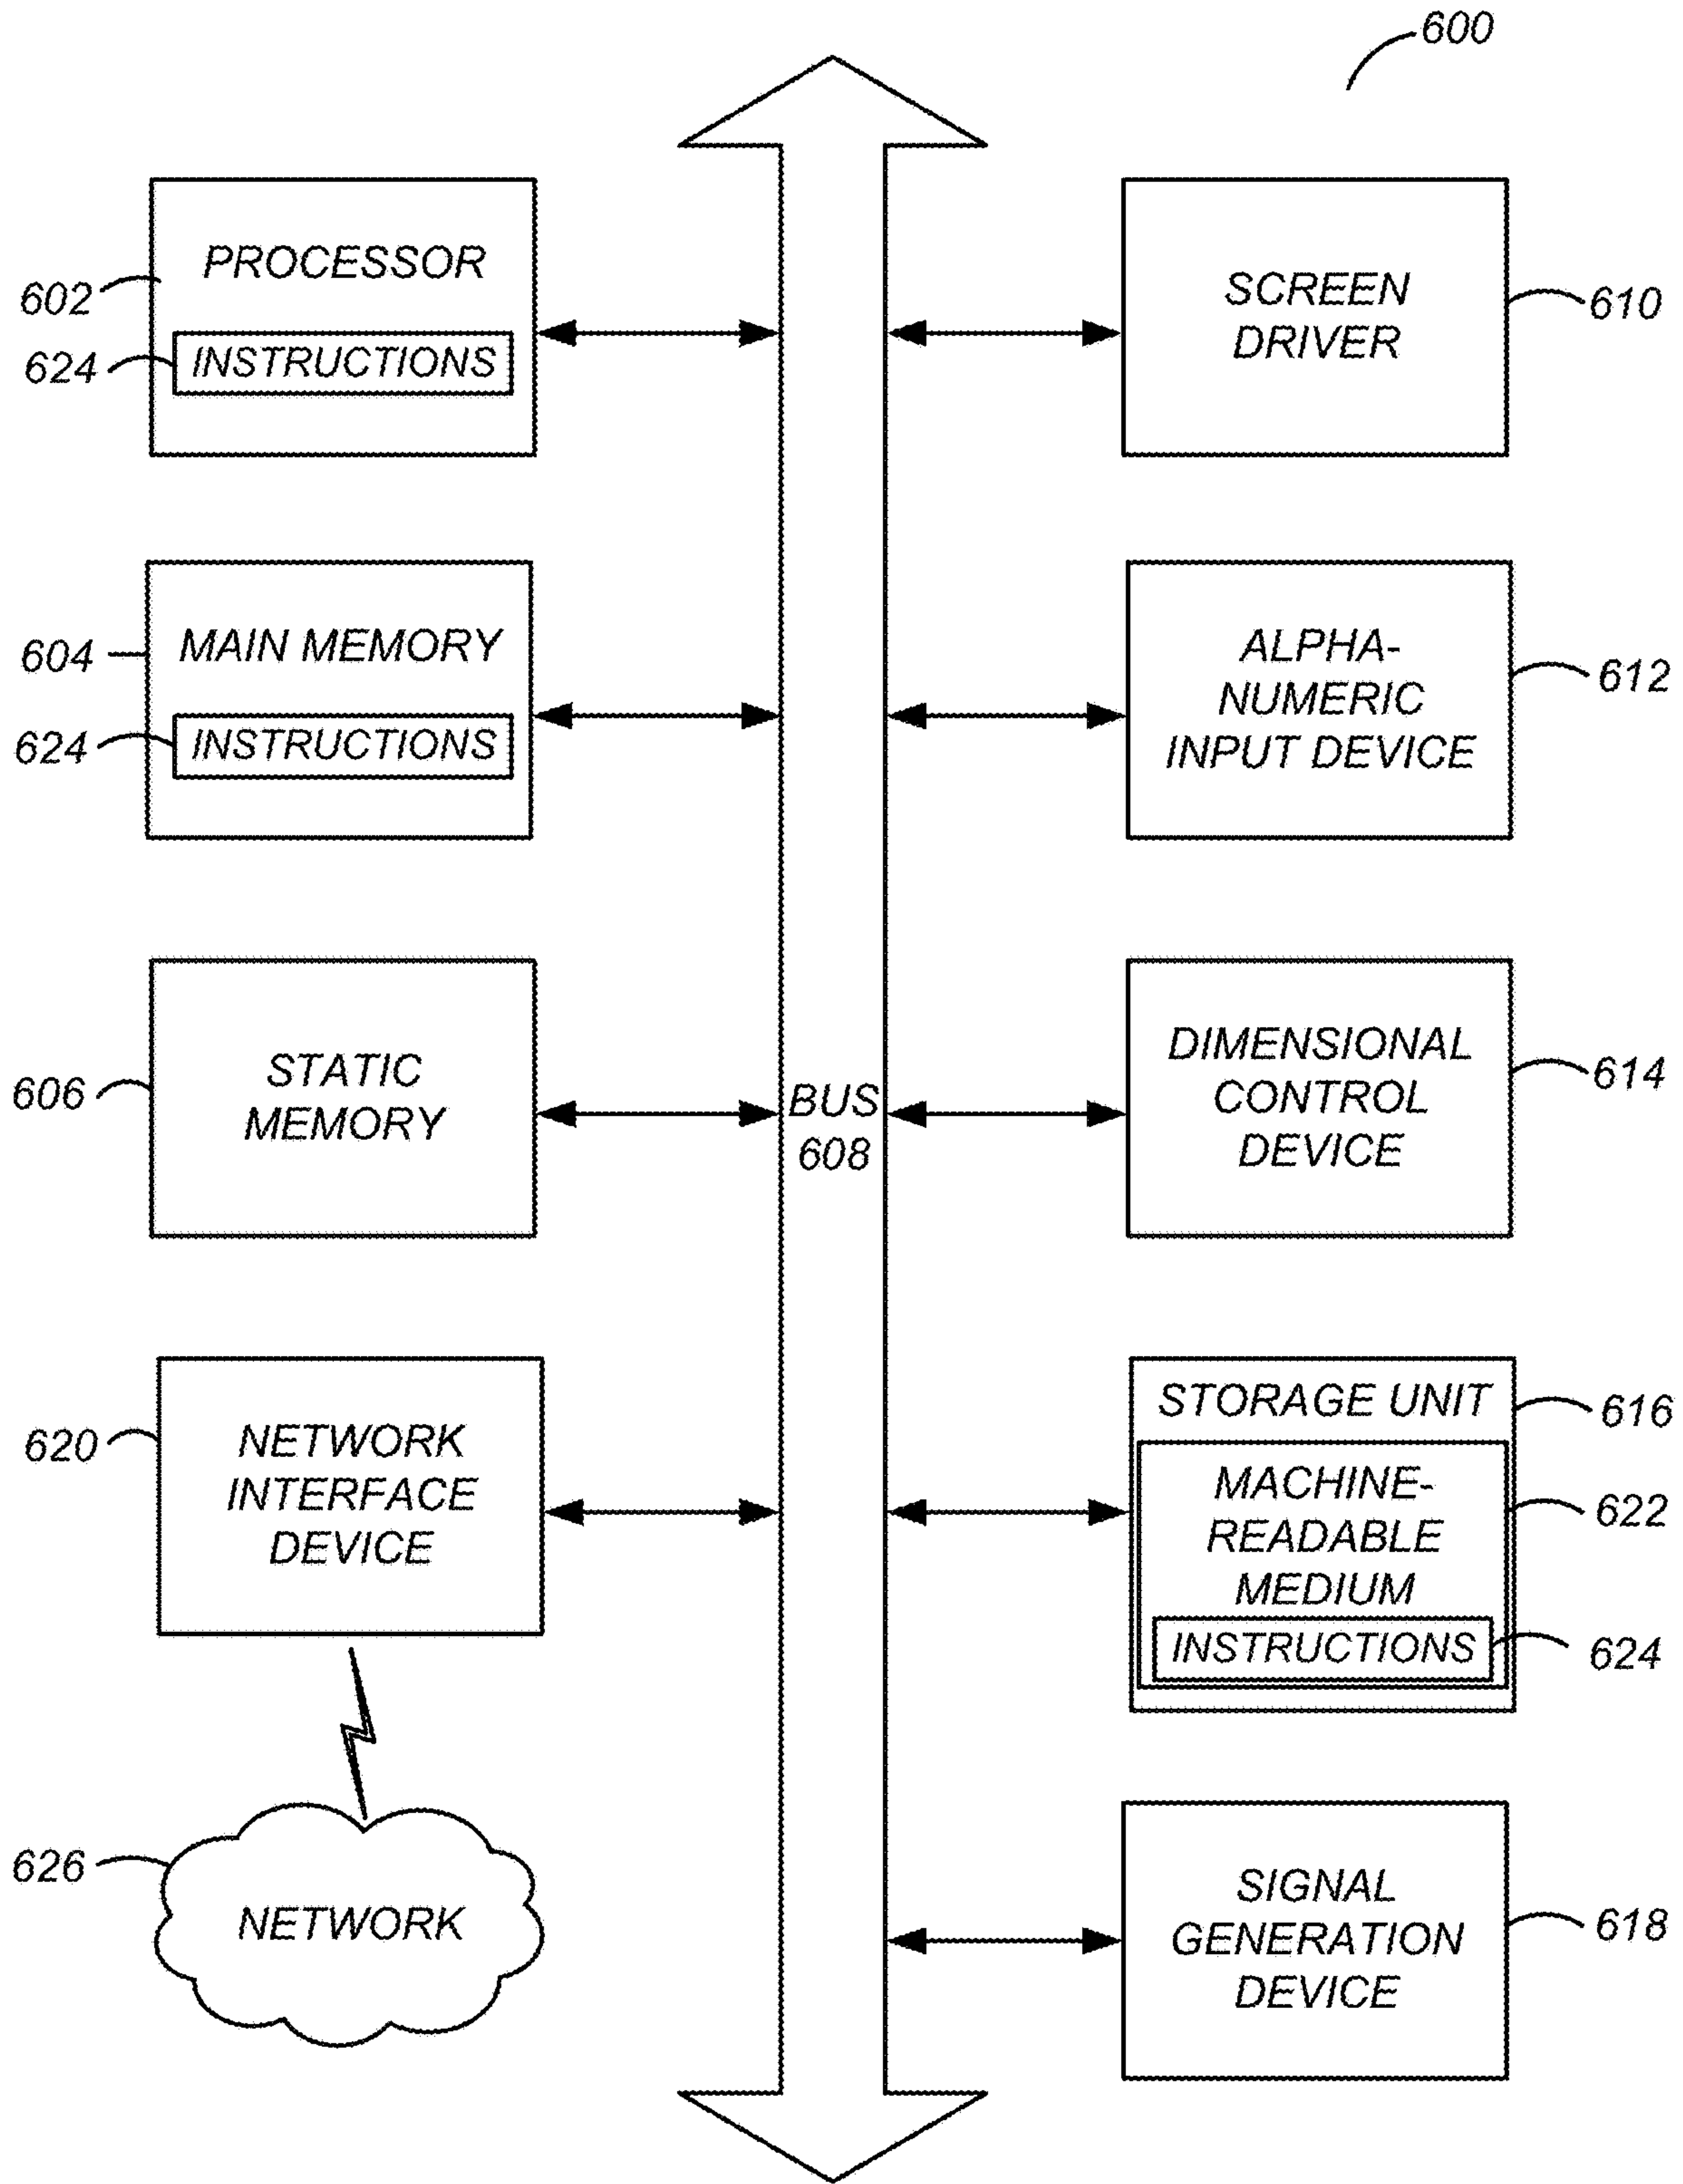 600
PROCESSOR
602
INSTRUCTIONS
624
MAIN MEMORY
604
INSTRUCTIONS
624
STATIC
MEMORY
606
NETWORK
INTERFACE
DEVICE
620
NETWORK
626
BUS
608
SCREEN
DRIVER
610
ALPHA-
NUMERIC
INPUT DEVICE
612
DIMENSIONAL
CONTROL
DEVICE
614
STORAGE UNIT
616
MACHINE-
READABLE
MEDIUM
622
INSTRUCTIONS
624
SIGNAL
GENERATION
DEVICE
618